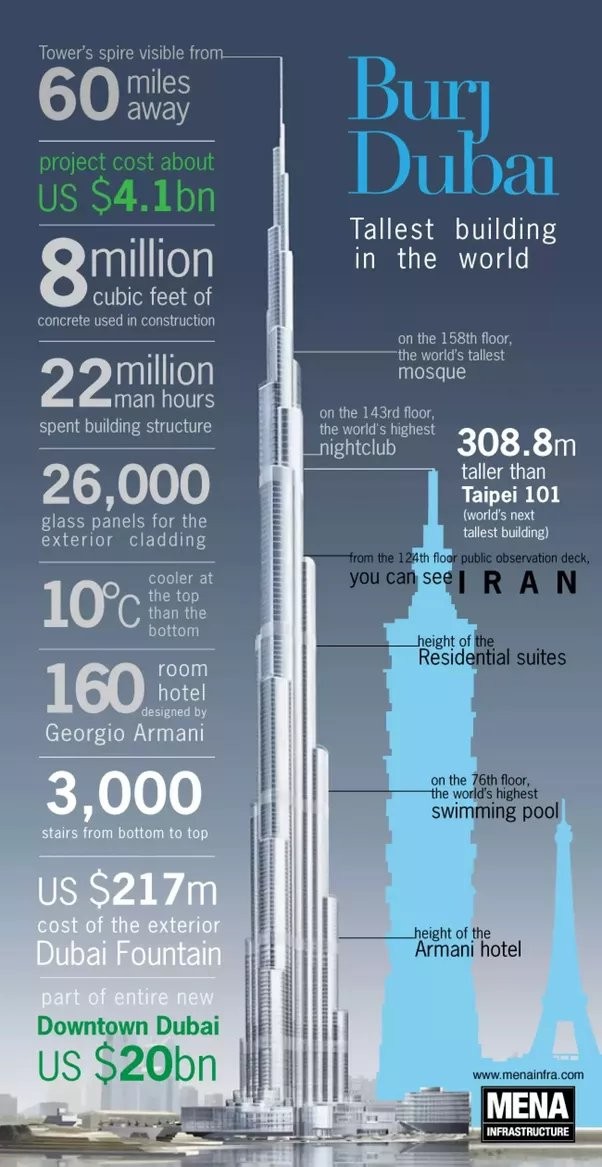 Tower's spire visible from
60 miles
away
project cost about
US $4.1bn
8 million
cubic feet of
concrete used in construction
22 million
man hours
spent building structure
26,000
glass panels for the
exterior cladding
10°C
cooler at
the top
than the
bottom
160
room
hotel
designed by
Georgio Armani
3,000
stairs from bottom to top
US $217m
cost of the exterior
Dubai Fountain
part of entire new
Downtown Dubai
US $20bn
Burj
Dubai
Tallest building
in the world
on the 158th floor,
the world's tallest
mosque
on the 143rd floor,
the world's highest
nightclub
308.8m
taller than
Taipei 101
(world's next
tallest building)
from the 124th floor public observation deck,
you can see IRAN
height of the
Residential suites
on the 76th floor,
the world's highest
swimming pool
height of the
Armani hotel
www.menainfra.com
MENA
INFRASTRUCTURE